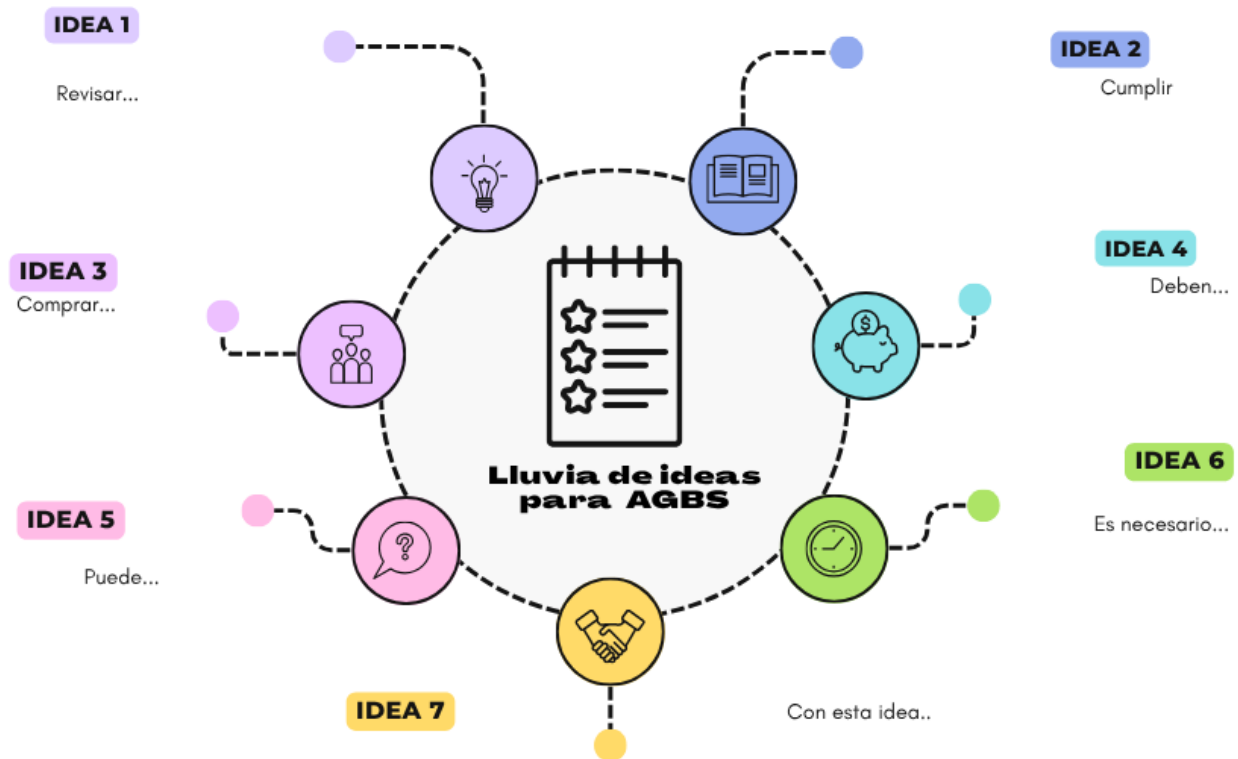 IDEA 1
Revisar...
IDEA 2
Cumplir
IDEA 3
Comprar...
IDEA 4
Deben...
$
Lluvia de ideas
para AGBS
IDEA 5
Puede...
?
IDEA 6
Es necesario...
IDEA 7
Con esta idea..